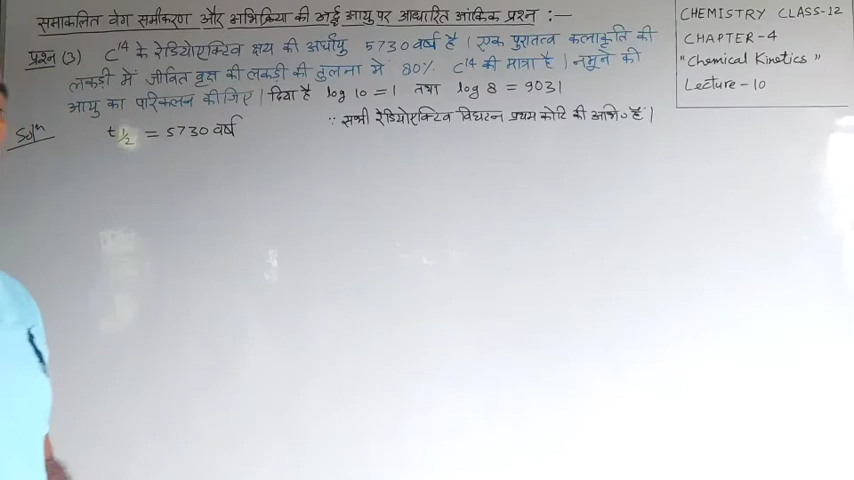 समाकलित वेग समीकरण और अभिक्रिया की अर्द्ध आयु पर आधारित आंकिक प्रश्न :—
प्रश्न (3) C¹⁴ के रेडियोएक्टिव क्षय की अर्धायु 5730 वर्ष है। एक पुरातत्व कलाकृति की
लकड़ी में जीवित वृक्ष की लकड़ी की तुलना में 80% C¹⁴ की मात्रा है। नमूने की
आयु का परिकलन कीजिए। दिया है log 10 = 1 तथा log 8 = 9031
Solⁿ t½ = 5730 वर्ष ∵ सभी रेडियोएक्टिव विघटन प्रथम कोटि की अभि० हैं।
CHEMISTRY CLASS-12
CHAPTER-4
"Chemical Kinetics"
Lecture-10